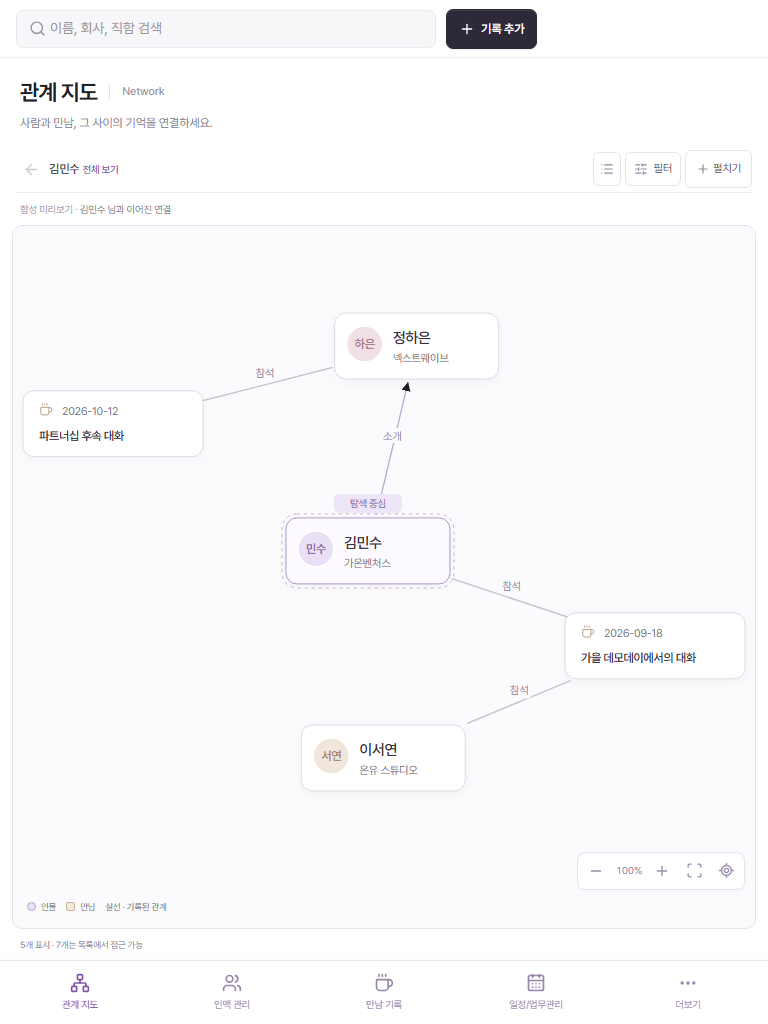 이름, 회사, 직함 검색
기록 추가
관계 지도
Network
사람과 만남, 그 사이의 기억을 연결하세요.
김민수 전체 보기
필터
펼치기
합성 미리보기 · 김민수 님과 이어진 연결
하은
정하은
넥스트웨이브
참석
2026-10-12
파트너십 후속 대화
소개
탐색 중심
민수
김민수
가온벤처스
참석
2026-09-18
가을 데모데이에서의 대화
참석
서연
이서연
온유 스튜디오
100%
인물
만남
실선 · 기록된 관계
5개 표시 · 7개는 목록에서 접근 가능
관계 지도
인맥 관리
만남 기록
일정/업무관리
더보기